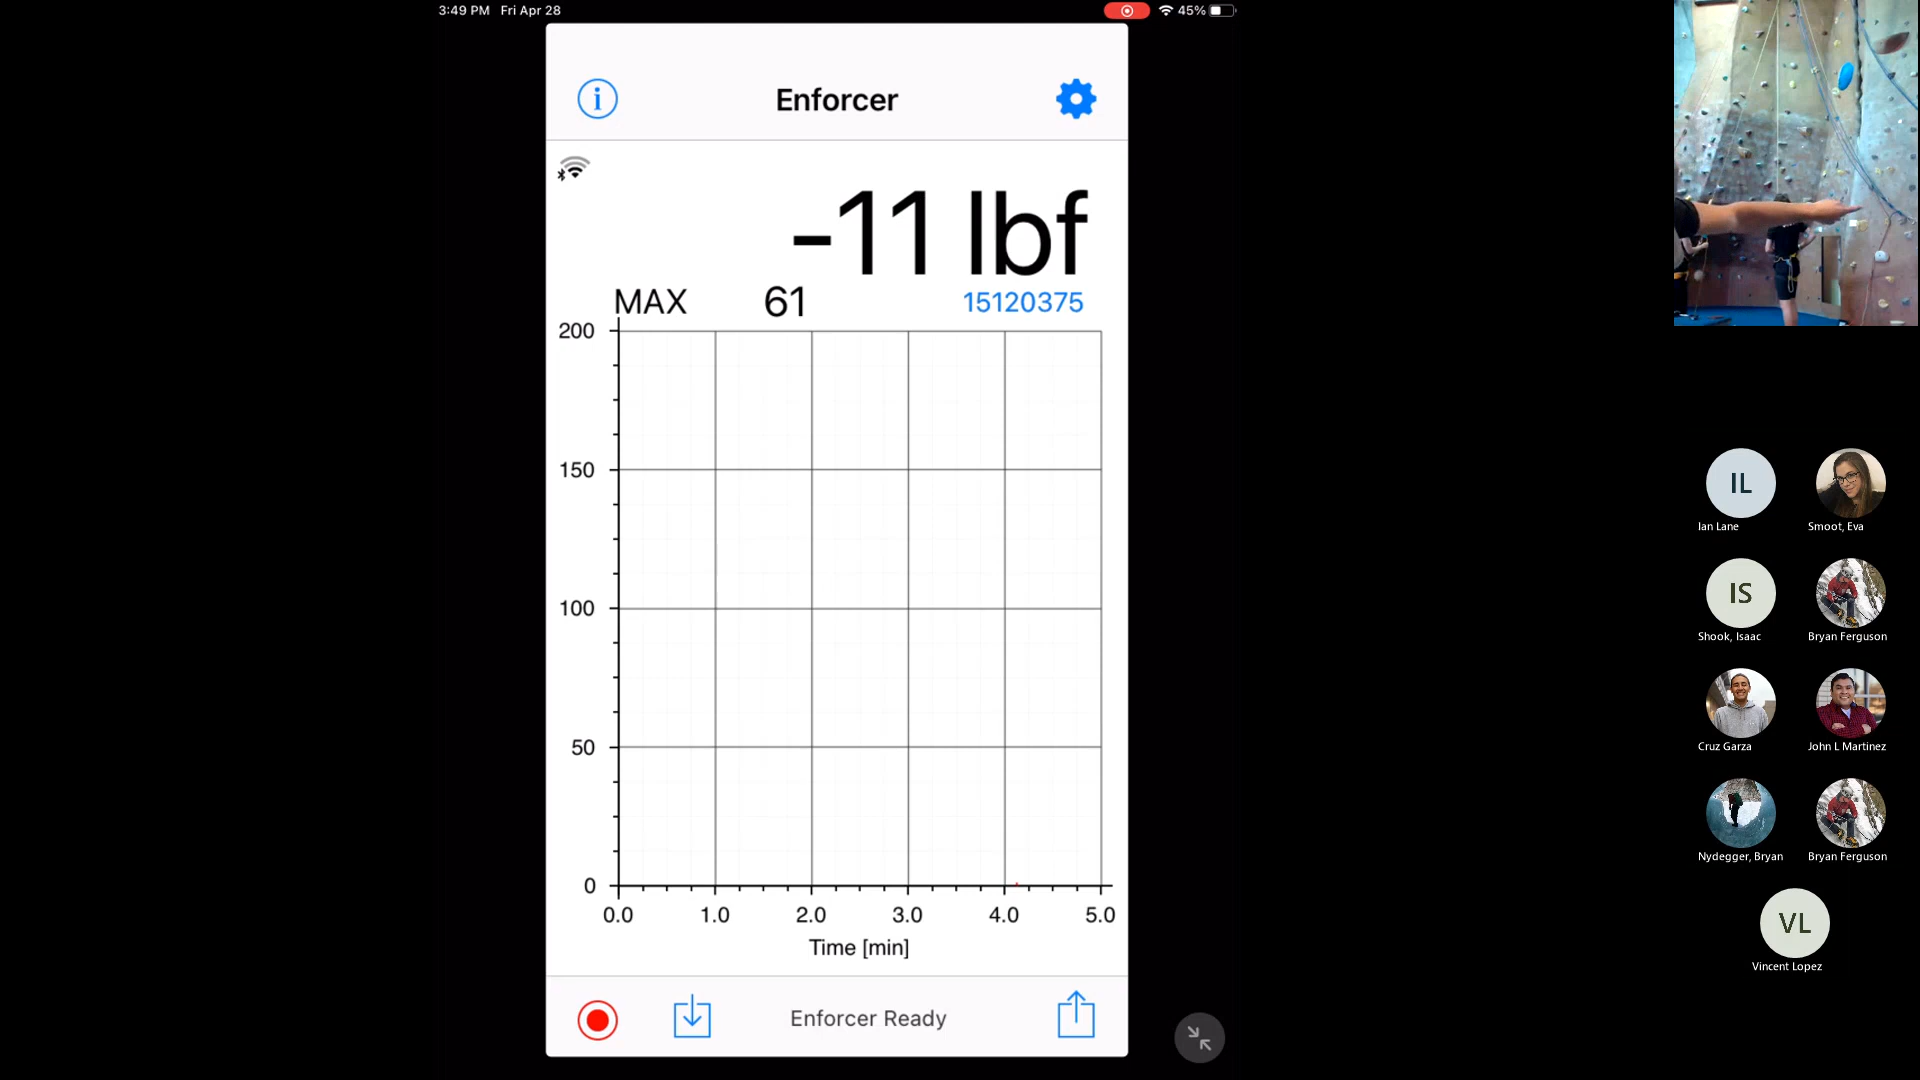 3:49 PM Fri Apr 28
45%
Enforcer
-11 lbf
MAX 61 15120375
200
150
100
50
0
0.0 1.0 2.0 3.0 4.0 5.0
Time [min]
Enforcer Ready
IL
Ian Lane
Smoot, Eva
IS
Shook, Isaac
Bryan Ferguson
Cruz Garza
John L Martinez
Nydegger, Bryan
Bryan Ferguson
VL
Vincent Lopez